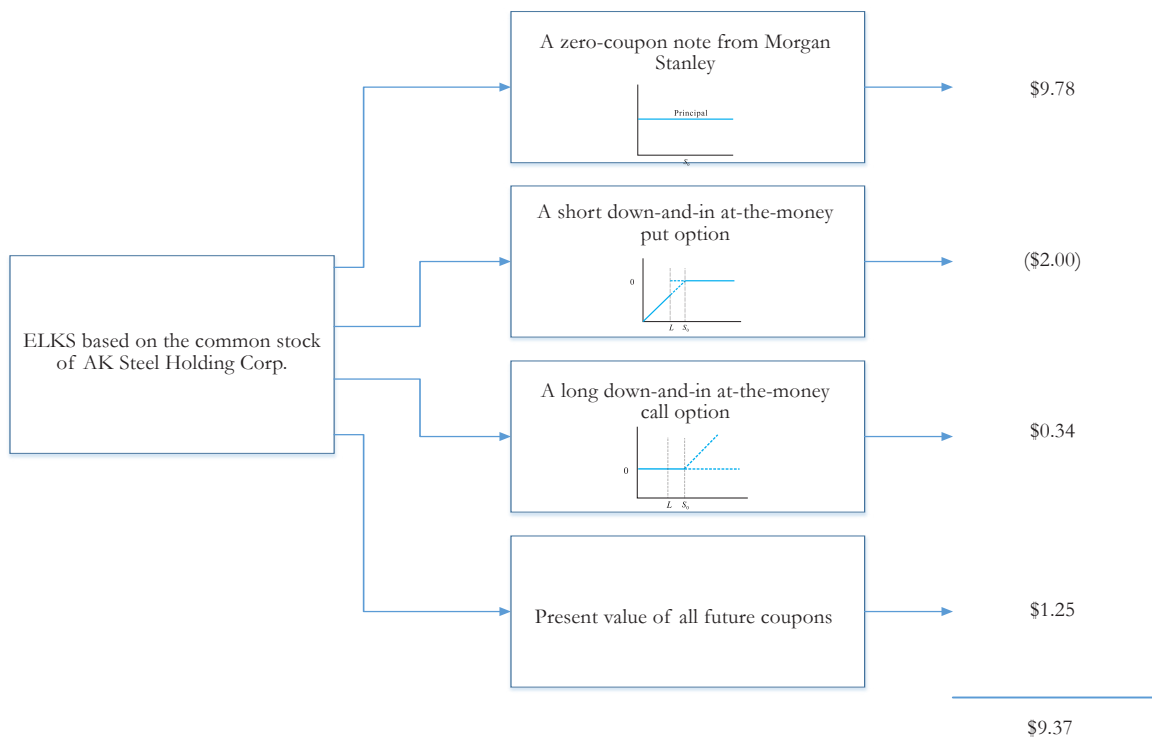 A zero-coupon note from Morgan
Stanley
Principal
S₀
$9.78
A short down-and-in at-the-money
put option
0
L S₀
($2.00)
ELKS based on the common stock
of AK Steel Holding Corp.
A long down-and-in at-the-money
call option
0
L S₀
$0.34
Present value of all future coupons
$1.25
$9.37